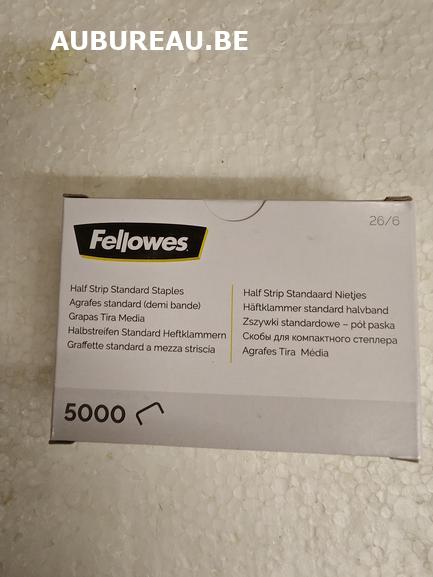 AUBUREAU.BE
26/6
Fellowes
Half Strip Standard Staples
Agrafes standard (demi bande)
Grapas Tira Media
Halbstreifen Standard Heftklammern
Graffette standard a mezza striscia
Half Strip Standaard Nietjes
Häftklammer standard halvband
Zszywki standardowe – pół paska
Скобы для компактного степлера
Agrafes Tira Média
5000